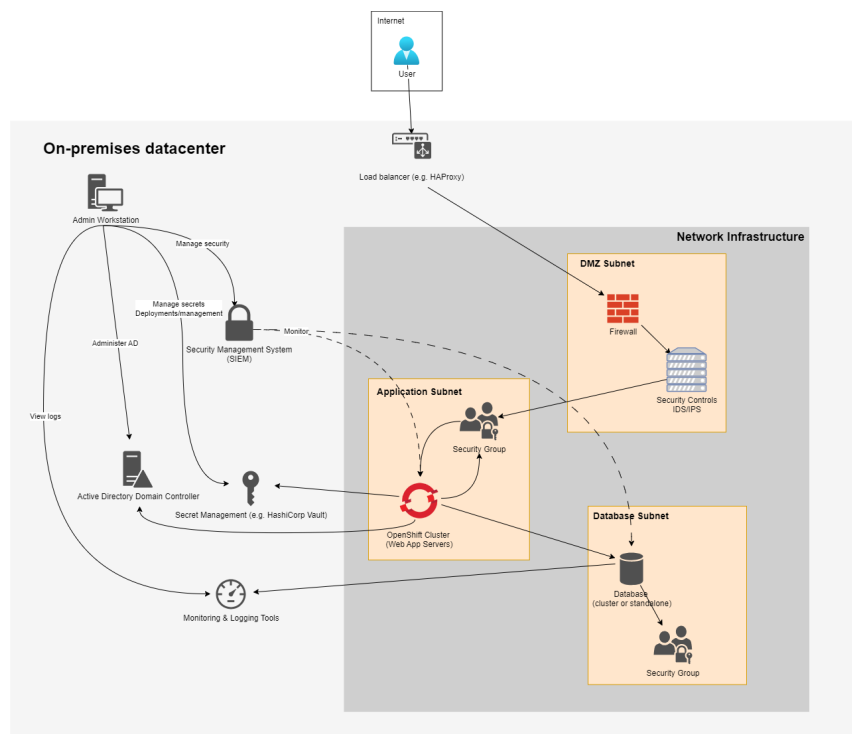 Internet
User
On-premises datacenter
Load balancer (e.g. HAProxy)
Admin Workstation
Network Infrastructure
Manage security
DMZ Subnet
Manage secrets
Deployments/management
Firewall
Monitor
Administer AD
Security Management System
(SIEM)
Application Subnet
Security Controls
IDS/IPS
View logs
Security Group
Active Directory Domain Controller
Secret Management (e.g. HashiCorp Vault)
Database Subnet
OpenShift Cluster
(Web App Servers)
Database
(cluster or standalone)
Monitoring & Logging Tools
Security Group